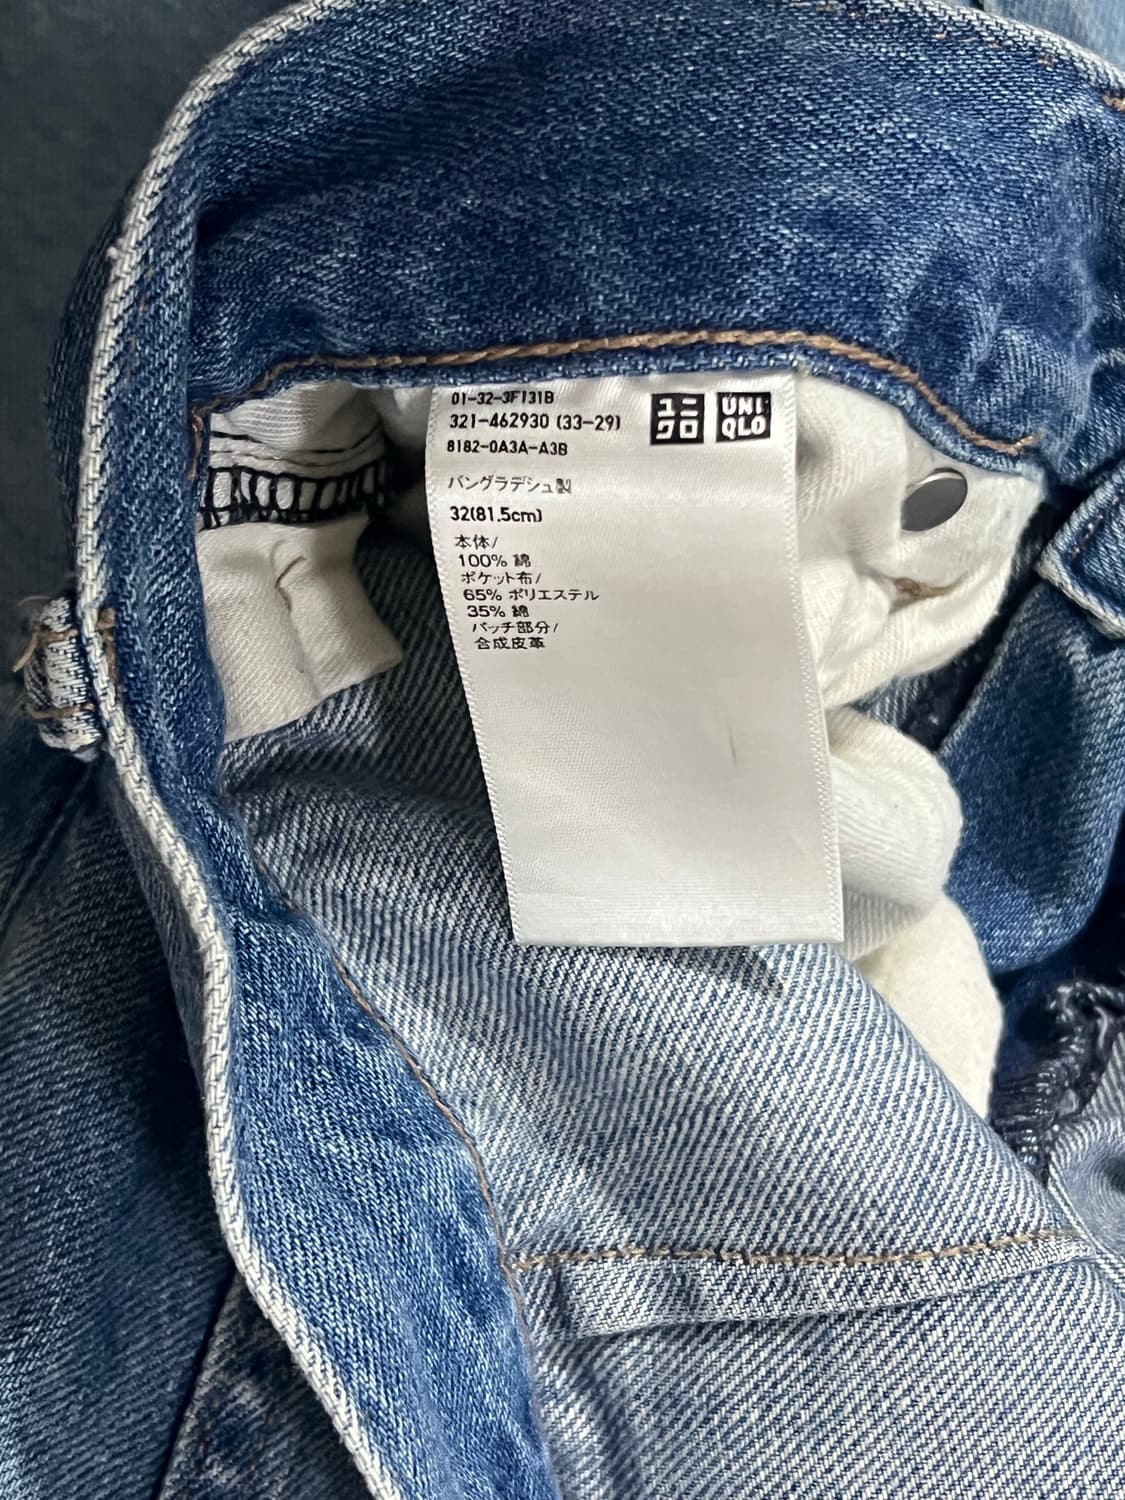 01-32-3F131B
321-462930 (33-29)
8182-0A3A-A3B
ユニ
クロ
UNI
QLO
バングラデシュ製
32(81.5cm)
本体/
100% 綿
ポケット布/
65% ポリエステル
35% 綿
パッチ部分/
合成皮革